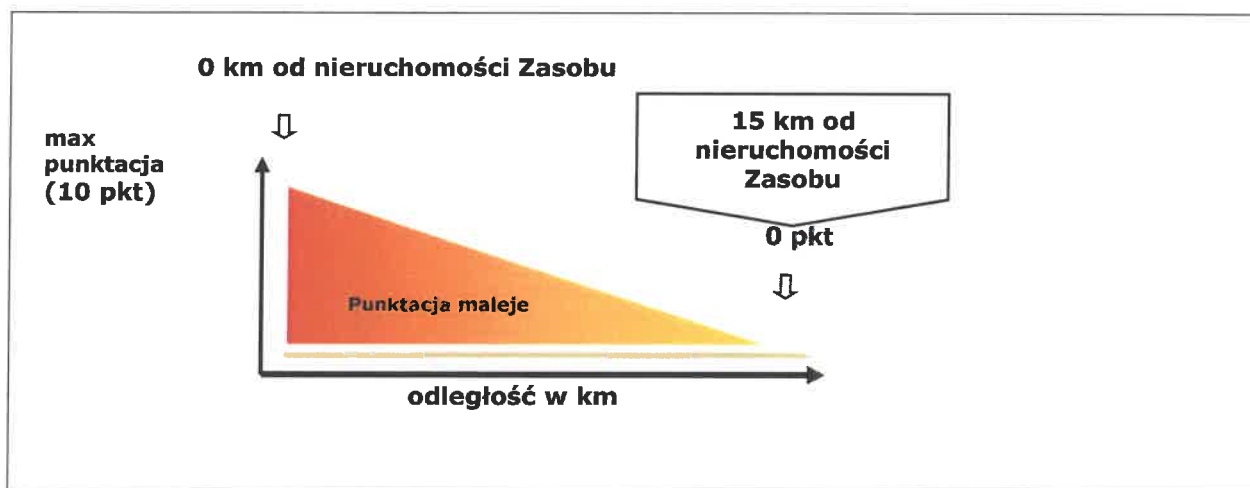 0 km od nieruchomości Zasobu
max
punktacja
(10 pkt)
15 km od
nieruchomości
Zasobu
0 pkt
Punktacja maleje
odległość w km